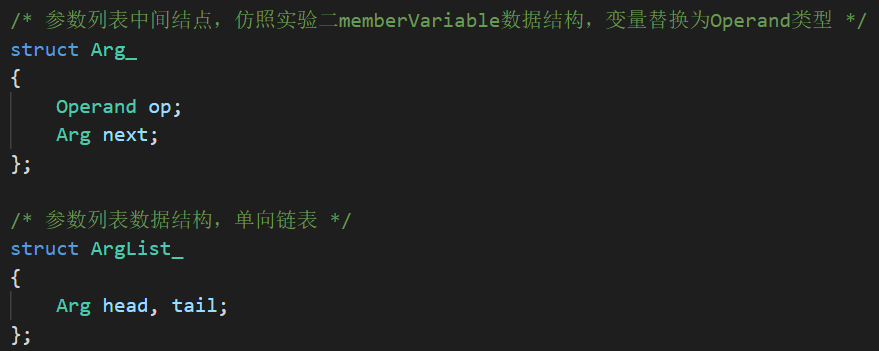 /* 参数列表中间结点，仿照实验二memberVariable数据结构，变量替换为Operand类型 */
struct Arg_
{
    Operand op;
    Arg next;
};
/* 参数列表数据结构，单向链表 */
struct ArgList_
{
    Arg head, tail;
};